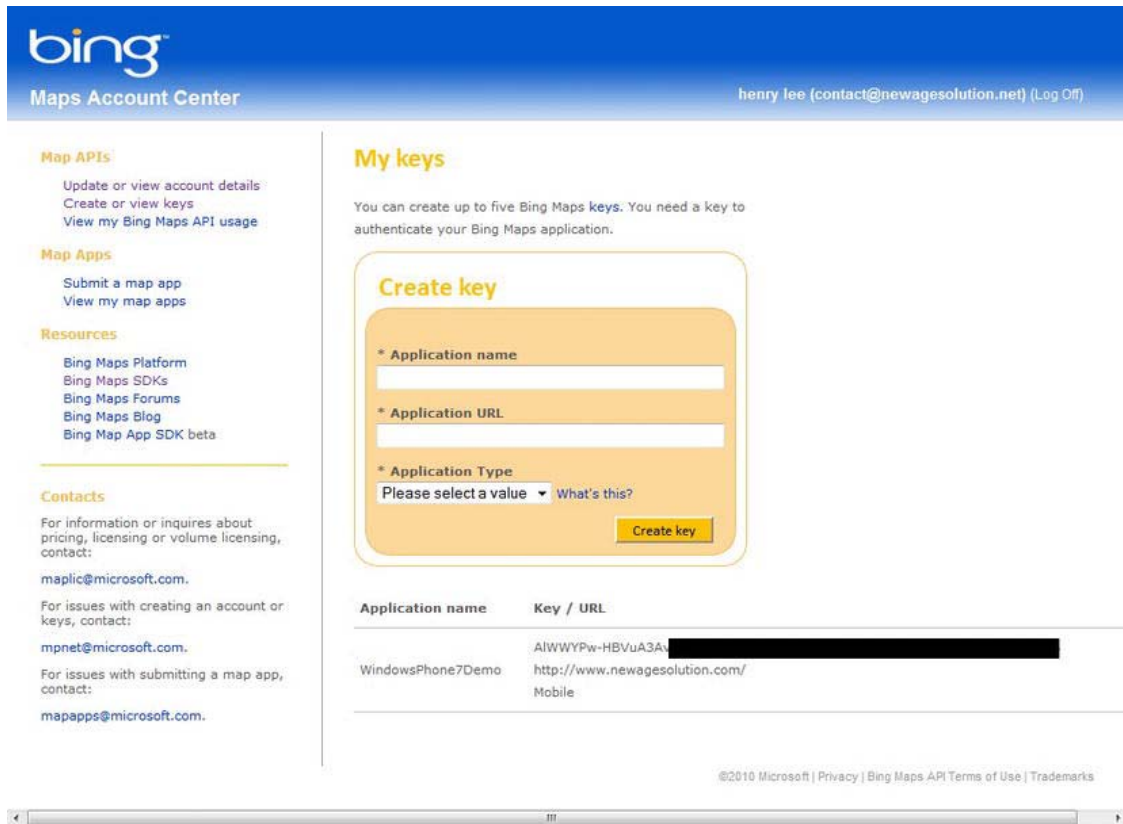 bing™
Maps Account Center
henry lee (contact@newagesolution.net) (Log Off)
Map APIs
Update or view account details
Create or view keys
View my Bing Maps API usage
Map Apps
Submit a map app
View my map apps
Resources
Bing Maps Platform
Bing Maps SDKs
Bing Maps Forums
Bing Maps Blog
Bing Map App SDK beta
Contacts
For information or inquires about
pricing, licensing or volume licensing,
contact:
maplic@microsoft.com.
For issues with creating an account or
keys, contact:
mpnet@microsoft.com.
For issues with submitting a map app,
contact:
mapapps@microsoft.com.
My keys
You can create up to five Bing Maps keys. You need a key to
authenticate your Bing Maps application.
Create key
* Application name
* Application URL
* Application Type
Please select a value What's this?
Create key
Application name Key / URL
AlWWYPw-HBVuA3Av
WindowsPhone7Demo http://www.newagesolution.com/
Mobile
©2010 Microsoft | Privacy | Bing Maps API Terms of Use | Trademarks